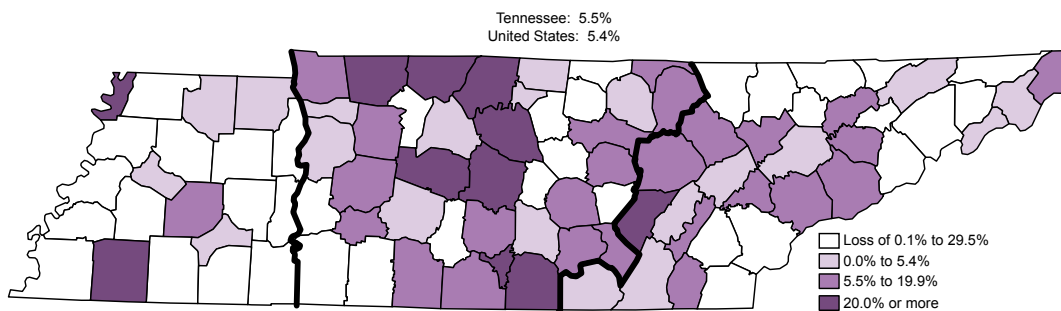 Tennessee: 5.5%
United States: 5.4%
Loss of 0.1% to 29.5%
0.0% to 5.4%
5.5% to 19.9%
20.0% or more